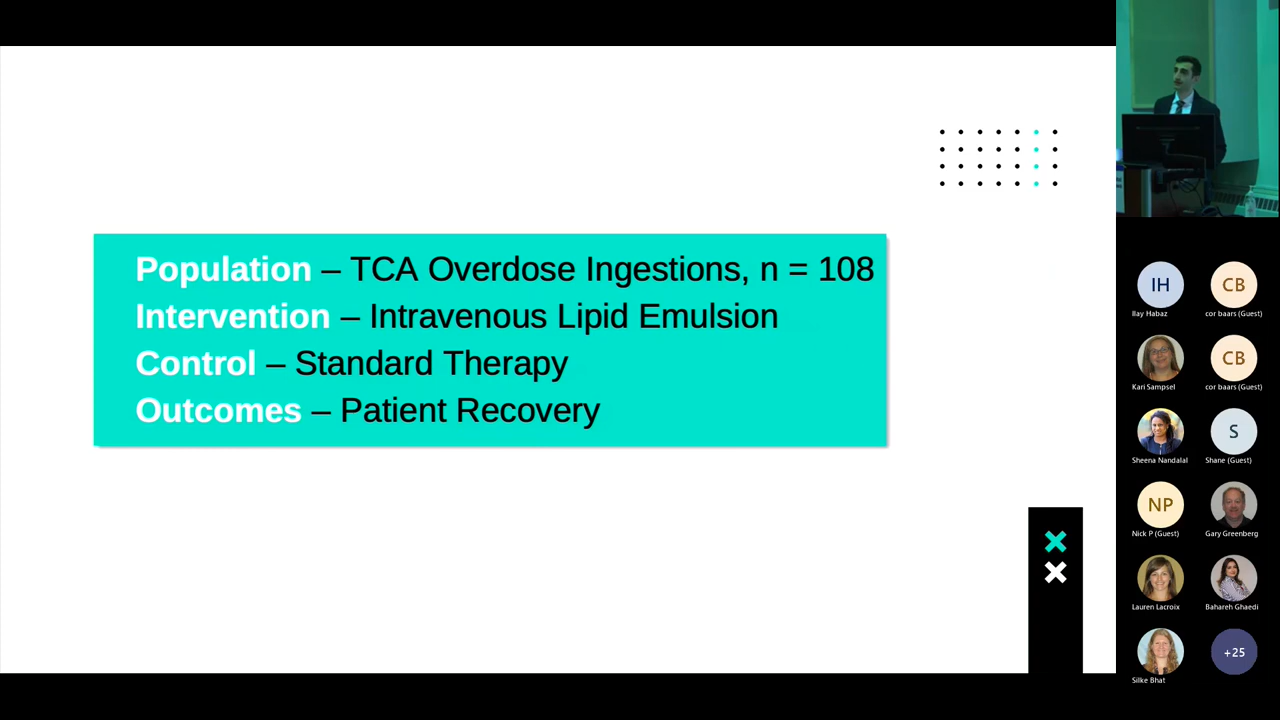 Population – TCA Overdose Ingestions, n = 108
Intervention – Intravenous Lipid Emulsion
Control – Standard Therapy
Outcomes – Patient Recovery
IH
CB
Ilay Habaz
cor baars (Guest)
CB
Kari Sampsel
cor baars (Guest)
S
Sheena Nandalal
Shane (Guest)
NP
Nick P (Guest)
Gary Greenberg
Lauren Lacroix
Bahareh Ghaedi
+25
Silke Bhat